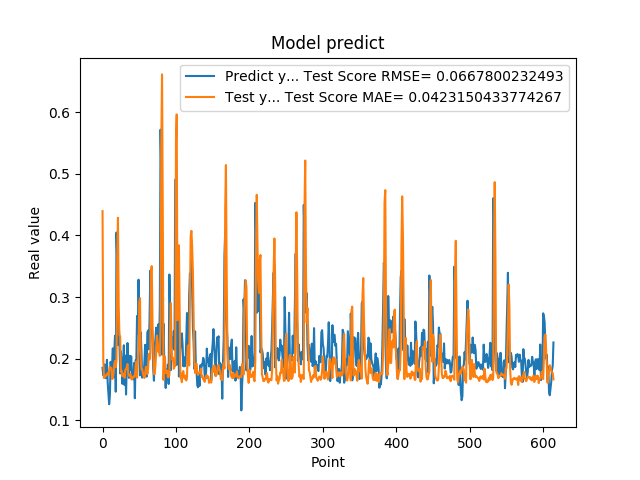 Model predict
Predict y... Test Score RMSE= 0.0667800232493
Test y... Test Score MAE= 0.0423150433774267
Real value
0.6
0.5
0.4
0.3
0.2
0.1
0 100 200 300 400 500 600
Point